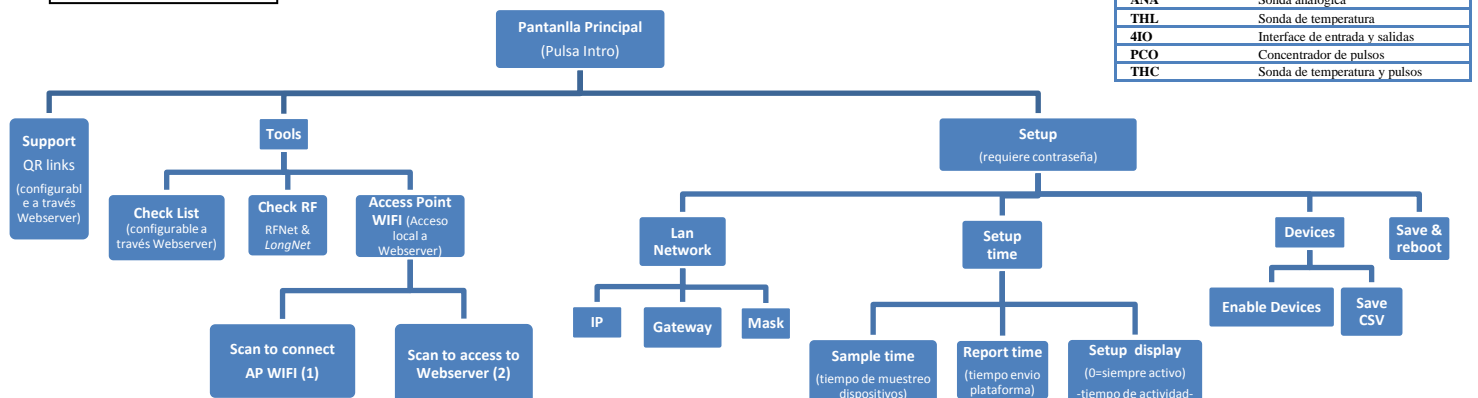 ANA Sonda analógica
THL Sonda de temperatura
4IO Interface de entrada y salidas
PCO Concentrador de pulsos
THC Sonda de temperatura y pulsos
Pantanlla Principal
(Pulsa Intro)
Support
QR links
(configurabl
e a través
Webserver)
Tools
Setup
(requiere contraseña)
Check List
(configurable a
través Webserver)
Check RF
RFNet &
LongNet
Access Point
WIFI (Acceso
local a
Webserver)
Lan
Network
Setup
time
Devices
Save &
reboot
Scan to connect
AP WIFI (1)
Scan to access to
Webserver (2)
IP
Gateway
Mask
Sample time
(tiempo de muestreo
dispositivos)
Report time
(tiempo envio
plataforma)
Setup display
(0=siempre activo)
-tiempo de actividad-
Enable Devices
Save
CSV